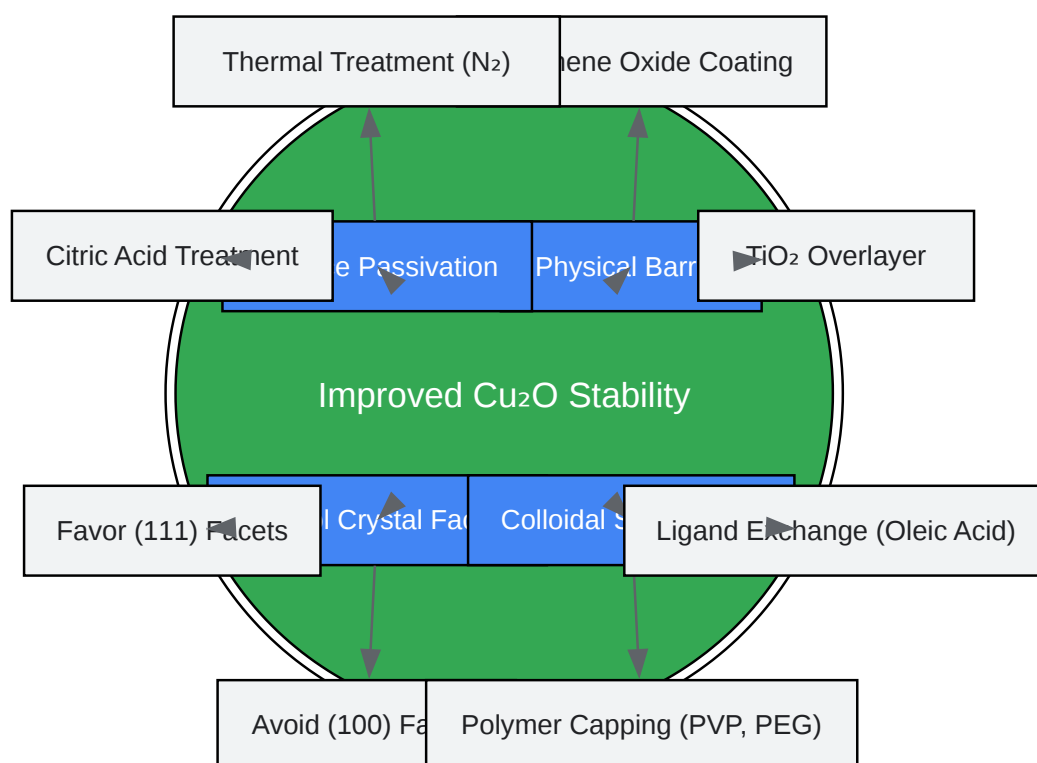 Thermal Treatment (N₂)
ene Oxide Coating
Citric Acid Treatment
e Passivation
Physical Barr
TiO₂ Overlayer
Improved Cu₂O Stability
Favor (111) Facets
l Crystal Fac
Colloidal S
Ligand Exchange (Oleic Acid)
Avoid (100) Fa
Polymer Capping (PVP, PEG)